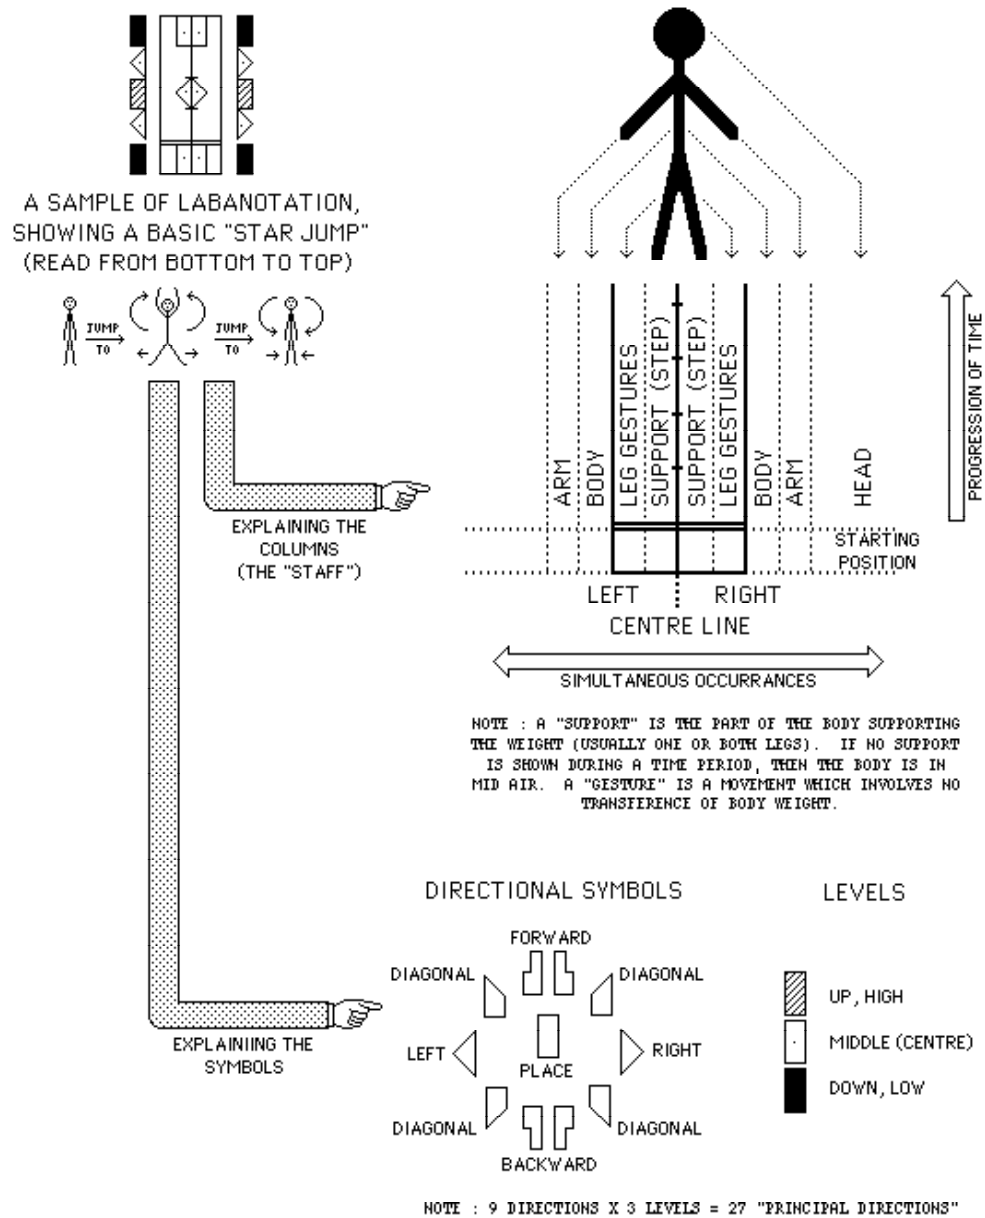 A SAMPLE OF LABANOTATION,
SHOWING A BASIC "STAR JUMP"
(READ FROM BOTTOM TO TOP)
JUMP
TO
JUMP
TO
EXPLAINING THE
COLUMNS
(THE "STAFF")
ARM
BODY
LEG GESTURES
SUPPORT (STEP)
SUPPORT (STEP)
LEG GESTURES
BODY
ARM
HEAD
PROGRESSION OF TIME
STARTING
POSITION
LEFT
RIGHT
CENTRE LINE
SIMULTANEOUS OCCURRANCES
NOTE : A "SUPPORT" IS THE PART OF THE BODY SUPPORTING
THE WEIGHT (USUALLY ONE OR BOTH LEGS). IF NO SUPPORT
IS SHOWN DURING A TIME PERIOD, THEN THE BODY IS IN
MID AIR. A "GESTURE" IS A MOVEMENT WHICH INVOLVES NO
TRANSFERENCE OF BODY WEIGHT.
EXPLAINING THE
SYMBOLS
DIRECTIONAL SYMBOLS
FORWARD
DIAGONAL
DIAGONAL
LEFT
RIGHT
PLACE
DIAGONAL
DIAGONAL
BACKWARD
LEVELS
UP, HIGH
MIDDLE (CENTRE)
DOWN, LOW
NOTE : 9 DIRECTIONS X 3 LEVELS = 27 "PRINCIPAL DIRECTIONS"